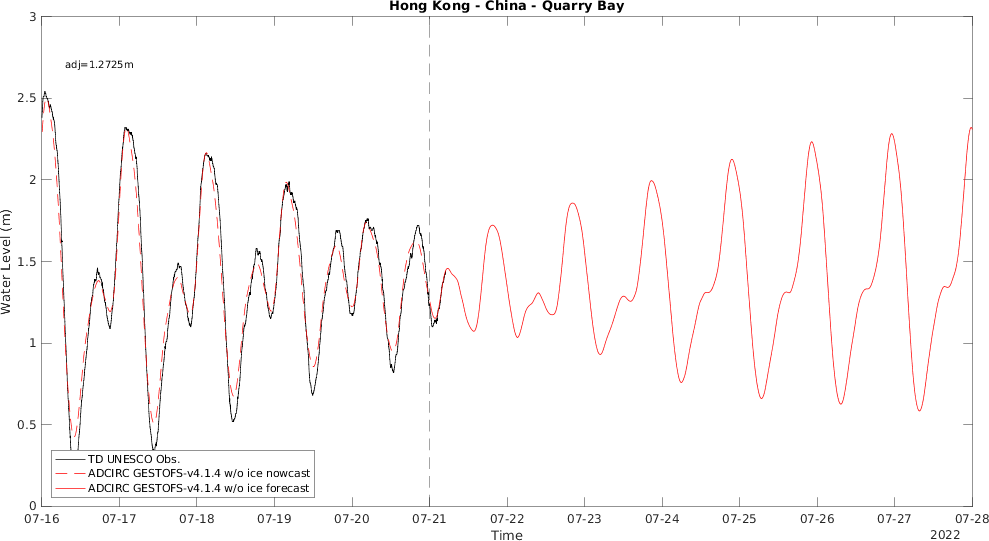 Hong Kong - China - Quarry Bay
3
adj=1.2725m
2.5
2
1.5
1
0.5
0
Water Level (m)
TD UNESCO Obs.
ADCIRC GESTOFS-v4.1.4 w/o ice nowcast
ADCIRC GESTOFS-v4.1.4 w/o ice forecast
07-16 07-17 07-18 07-19 07-20 07-21 07-22 07-23 07-24 07-25 07-26 07-27 07-28
Time
2022